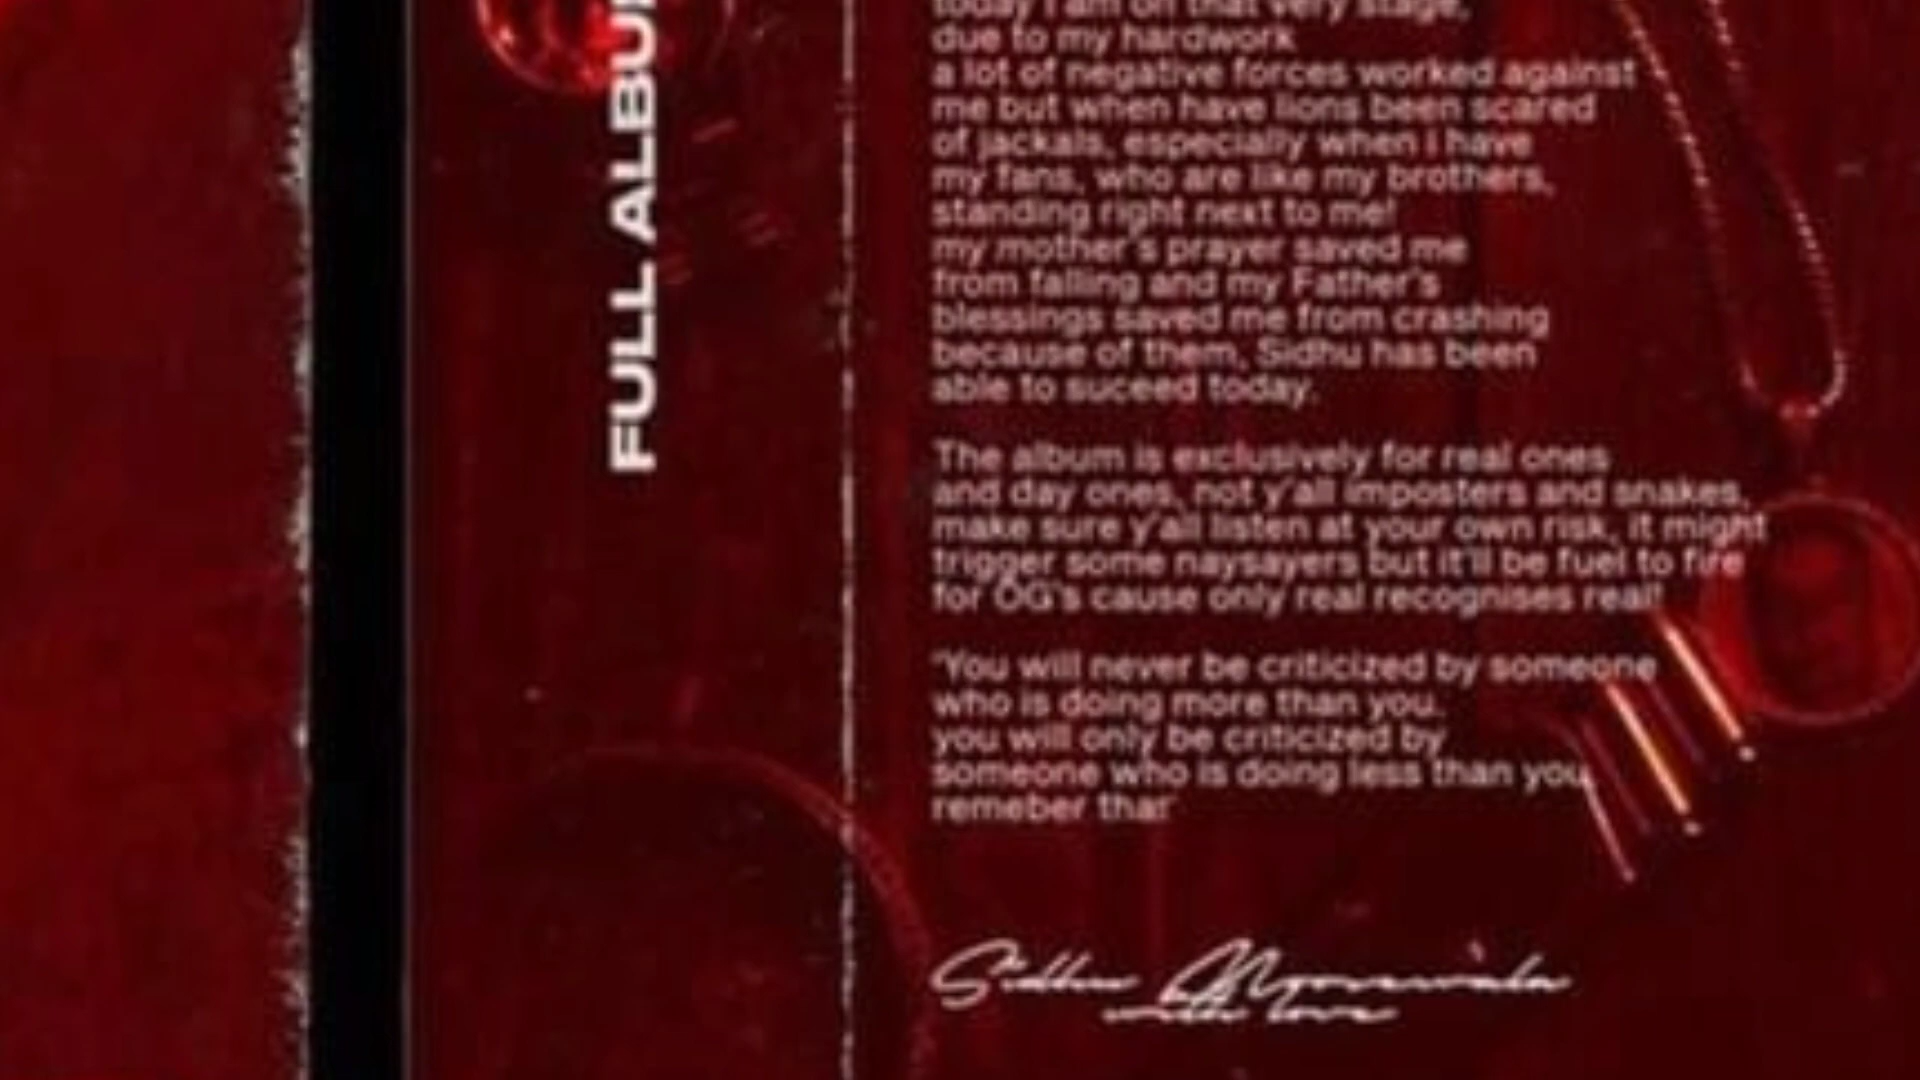 FULL ALBUM
today i am on that very stage,
due to my hardwork
a lot of negative forces worked against
me but when have lions been scared
of jackals, especially when i have
my fans, who are like my brothers,
standing right next to me!
my mother's prayer saved me
from falling and my Father's
blessings saved me from crashing
because of them, Sidhu has been
able to suceed today.
The album is exclusively for real ones
and day ones, not y'all imposters and snakes,
make sure y'all listen at your own risk, it might
trigger some naysayers but it'll be fuel to fire
for OG's cause only real recognises real!
"You will never be criticized by someone
who is doing more than you.
you will only be criticized by
someone who is doing less than you
remeber that"
Sidhu Moosewala
with love